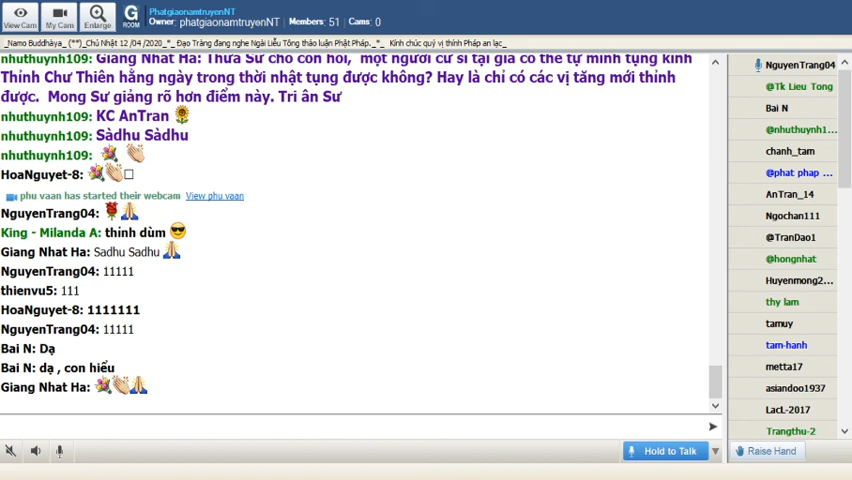 View Cam
My Cam
Enlarge
G
ROOM
PhatgiaonamtruyenNT
Owner: phatgiaonamtruyenNT
Members: 51
Cams: 0
_Namo Buddhàya_ (**)_Chủ Nhật 12 /04 /2020_*_ Đạo Tràng đang nghe Ngài Liễu Tông thảo luận Phật Pháp._*_ Kính chúc quý vị thính Pháp an lạc_
nhuthuynh109: Giang Nhat Ha: Thưa Sư cho con hỏi, một người cư sĩ tại gia có thể tự mình tụng kinh
Thỉnh Chư Thiên hằng ngày trong thời nhật tụng được không? Hay là chỉ có các vị tăng mới thỉnh
được. Mong Sư giảng rõ hơn điểm này. Tri ân Sư
nhuthuynh109: KC AnTran
nhuthuynh109: Sàdhu Sàdhu
nhuthuynh109:
HoaNguyet-8:
phu vaan has started their webcam View phu vaan
NguyenTrang04:
King - Milanda A: thỉnh dùm
Giang Nhat Ha: Sadhu Sadhu
NguyenTrang04: 11111
thienvu5: 111
HoaNguyet-8: 1111111
NguyenTrang04: 11111
Bai N: Dạ
Bai N: dạ , con hiểu
Giang Nhat Ha:
NguyenTrang04
@Tk Lieu Tong
Bai N
@nhuthuynh1...
chanh_tam
@phat phap ...
AnTran_14
Ngochan111
@TranDao1
@hongnhat
Huyenmong2...
thy lam
tamuy
tam-hanh
metta17
asiandoo1937
LacL-2017
Trangthu-2
Hold to Talk
Raise Hand